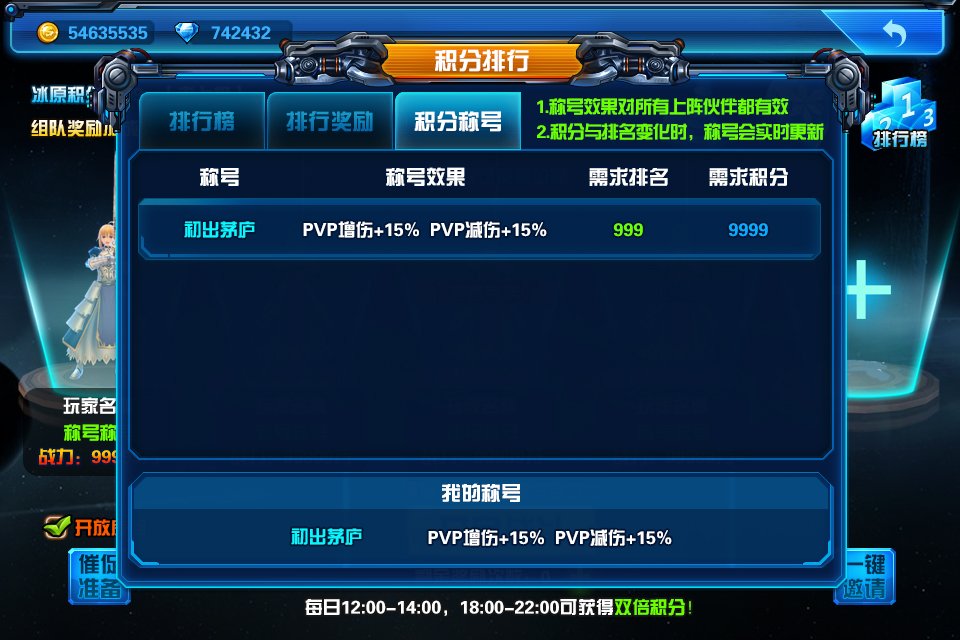 54635535 742432
积分排行
冰原积分
组队奖励
排行榜 排行奖励 积分称号
1.称号效果对所有上阵伙伴都有效
2.积分与排名变化时，称号会实时更新
1 2 3
排行榜
称号 称号效果 需求排名 需求积分
初出茅庐 PVP增伤+15% PVP减伤+15% 999 9999
玩家名
称号称
战力：999
我的称号
初出茅庐 PVP增伤+15% PVP减伤+15%
开放
催促
准备
一键
邀请
每日12:00-14:00，18:00-22:00可获得双倍积分！